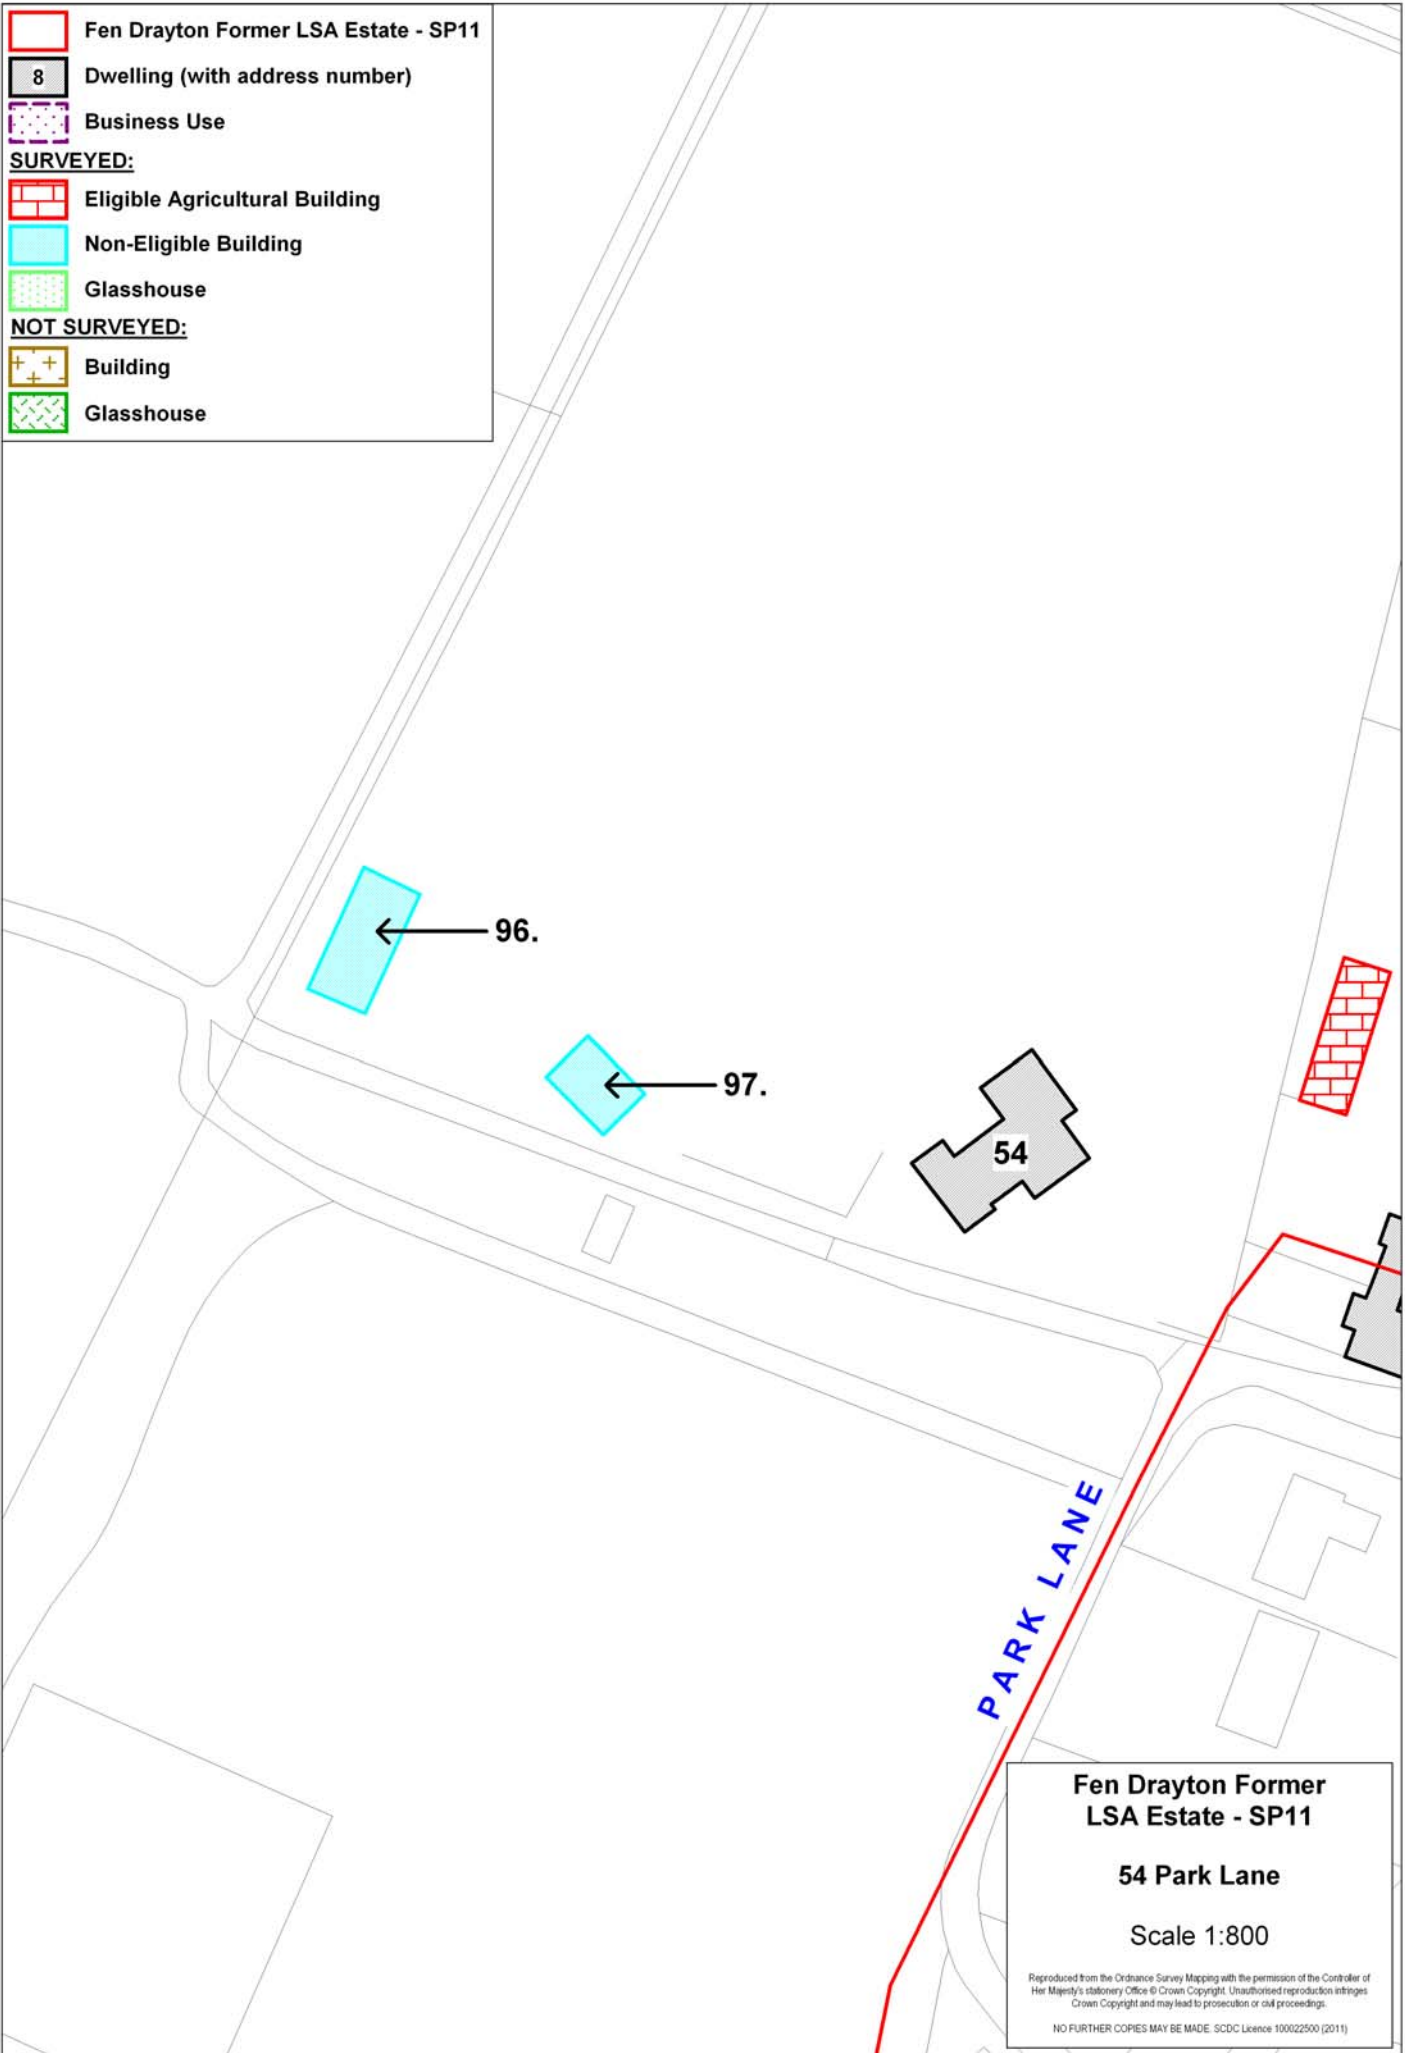 Fen Drayton Former LSA Estate - SP11
8 Dwelling (with address number)
Business Use
SURVEYED:
Eligible Agricultural Building
Non-Eligible Building
Glasshouse
NOT SURVEYED:
Building
Glasshouse
96.
97.
54
PARK LANE
Fen Drayton Former
LSA Estate - SP11
54 Park Lane
Scale 1:800
Reproduced from the Ordnance Survey Mapping with the permission of the Controller of
Her Majesty's stationery Office © Crown Copyright. Unauthorised reproduction infringes
Crown Copyright and may lead to prosecution or civil proceedings.
NO FURTHER COPIES MAY BE MADE. SCDC Licence 100022500 (2011)